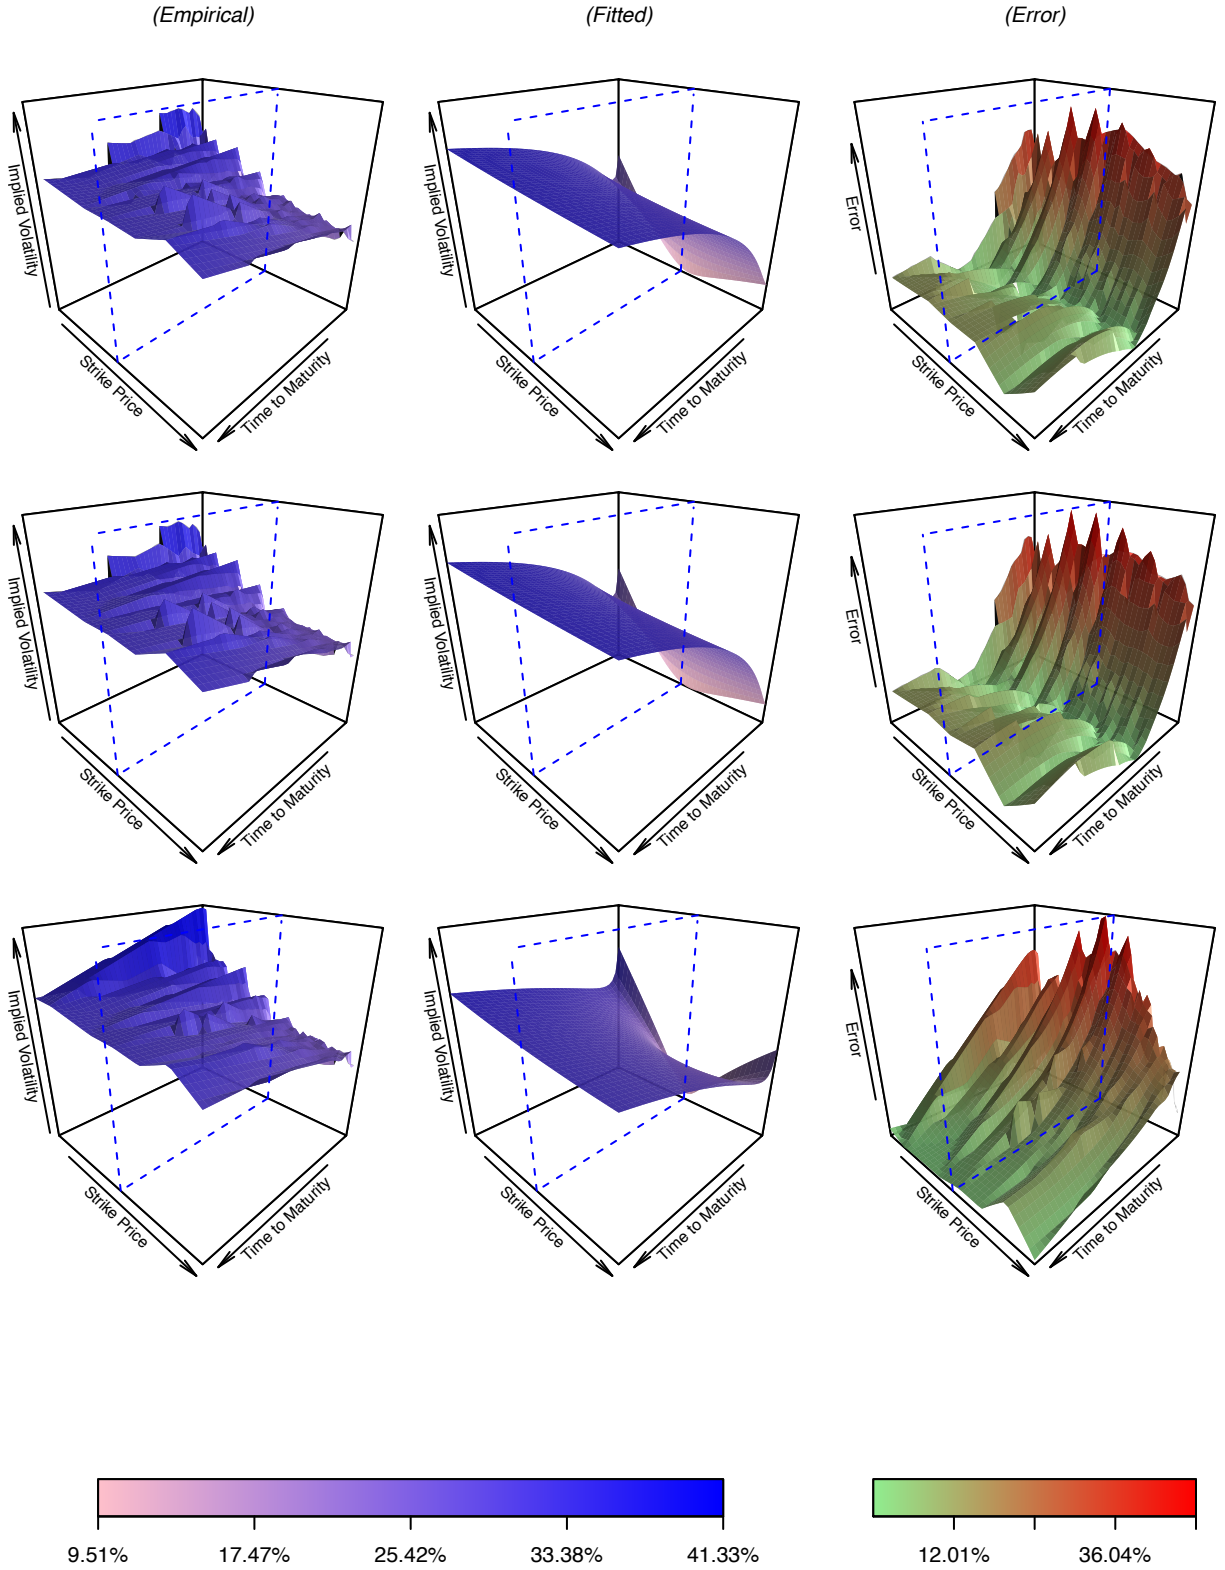 (Empirical)
(Fitted)
(Error)
Implied Volatility
Strike Price
Time to Maturity
Implied Volatility
Strike Price
Time to Maturity
Error
Strike Price
Time to Maturity
Implied Volatility
Strike Price
Time to Maturity
Implied Volatility
Strike Price
Time to Maturity
Error
Strike Price
Time to Maturity
Implied Volatility
Strike Price
Time to Maturity
Implied Volatility
Strike Price
Time to Maturity
Error
Strike Price
Time to Maturity
9.51% 17.47% 25.42% 33.38% 41.33%
12.01% 36.04%